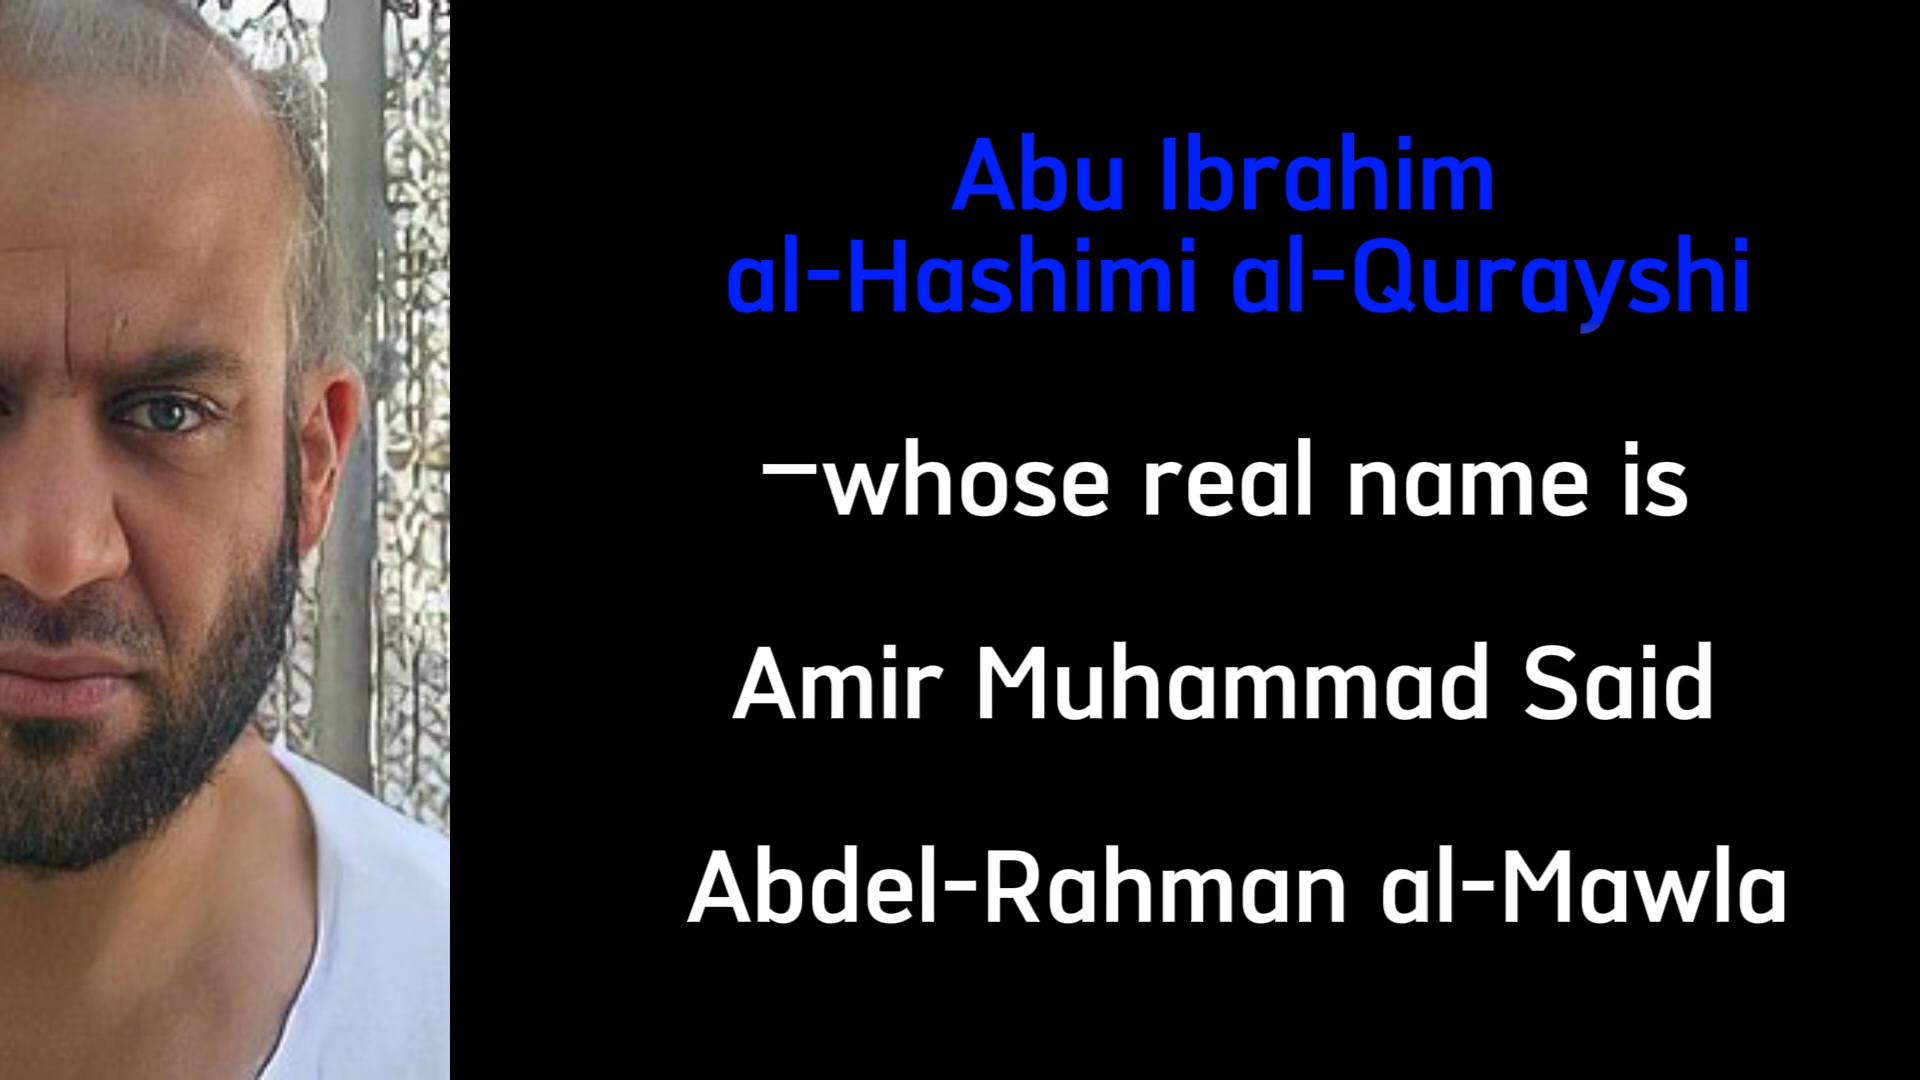 Abu Ibrahim
al-Hashimi al-Qurayshi
—whose real name is
Amir Muhammad Said
Abdel-Rahman al-Mawla